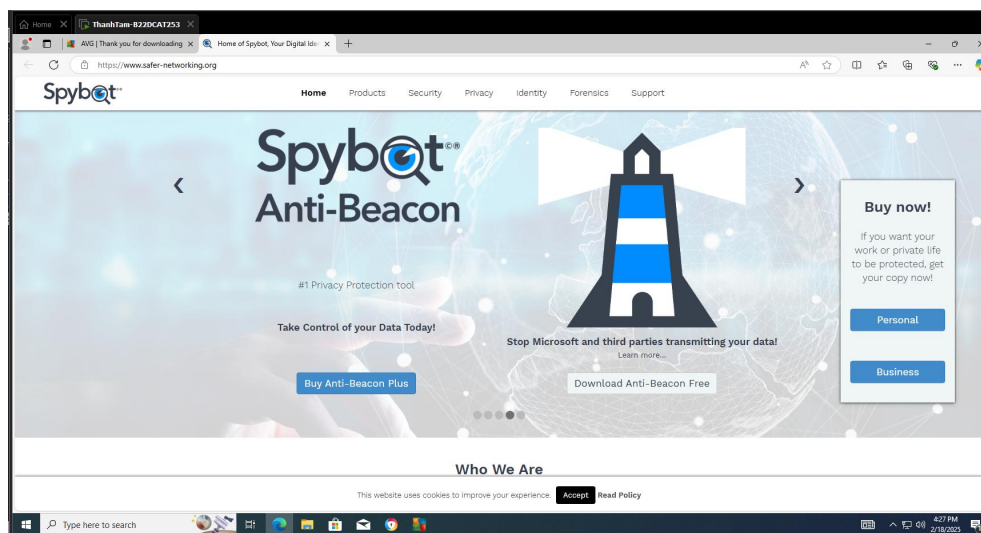 Home
ThanhTam-B22DCAT253
AVG | Thank you for downloading
Home of Spybot, Your Digital Ide
https://www.safer-networking.org
Spybot
Home Products Security Privacy Identity Forensics Support
Spybot©®
Anti-Beacon
#1 Privacy Protection tool
Take Control of your Data Today!
Buy Anti-Beacon Plus
Stop Microsoft and third parties transmitting your data!
Learn more...
Download Anti-Beacon Free
Buy now!
If you want your
work or private life
to be protected, get
your copy now!
Personal
Business
Who We Are
This website uses cookies to improve your experience. Accept Read Policy
Type here to search
4:27 PM
2/18/2025